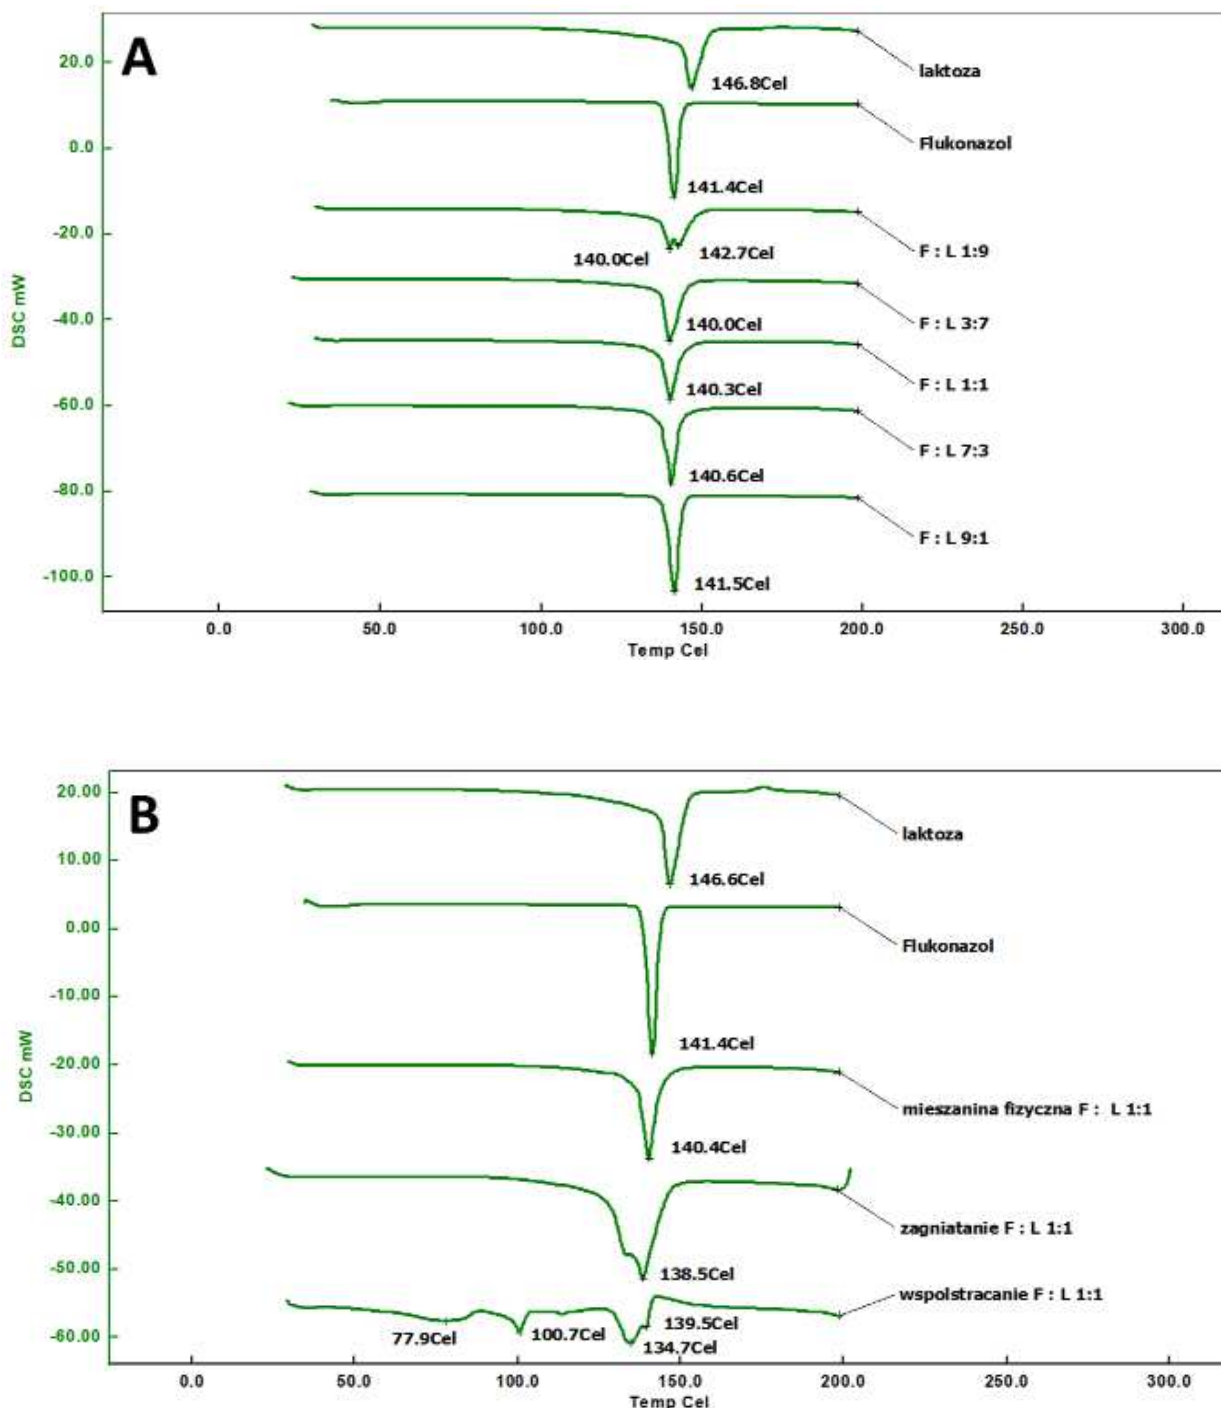 A
20.0
laktoza
146.8Cel
Flukonazol
0.0
141.4Cel
-20.0
140.0Cel 142.7Cel
F : L 1:9
DSC mW
-40.0
140.0Cel
F : L 3:7
140.3Cel
F : L 1:1
-60.0
140.6Cel
F : L 7:3
-80.0
F : L 9:1
-100.0
141.5Cel
0.0 50.0 100.0 150.0 200.0 250.0 300.0
Temp Cel
20.00
B
laktoza
10.00
146.6Cel
0.00
Flukonazol
-10.00
141.4Cel
DSC mW
-20.00
mieszanina fizyczna F : L 1:1
-30.00
140.4Cel
-40.00
zagniatanie F : L 1:1
-50.00
138.5Cel
wspolstracanie F : L 1:1
139.5Cel
100.7Cel
77.9Cel
134.7Cel
-60.00
0.0 50.0 100.0 150.0 200.0 250.0 300.0
Temp Cel